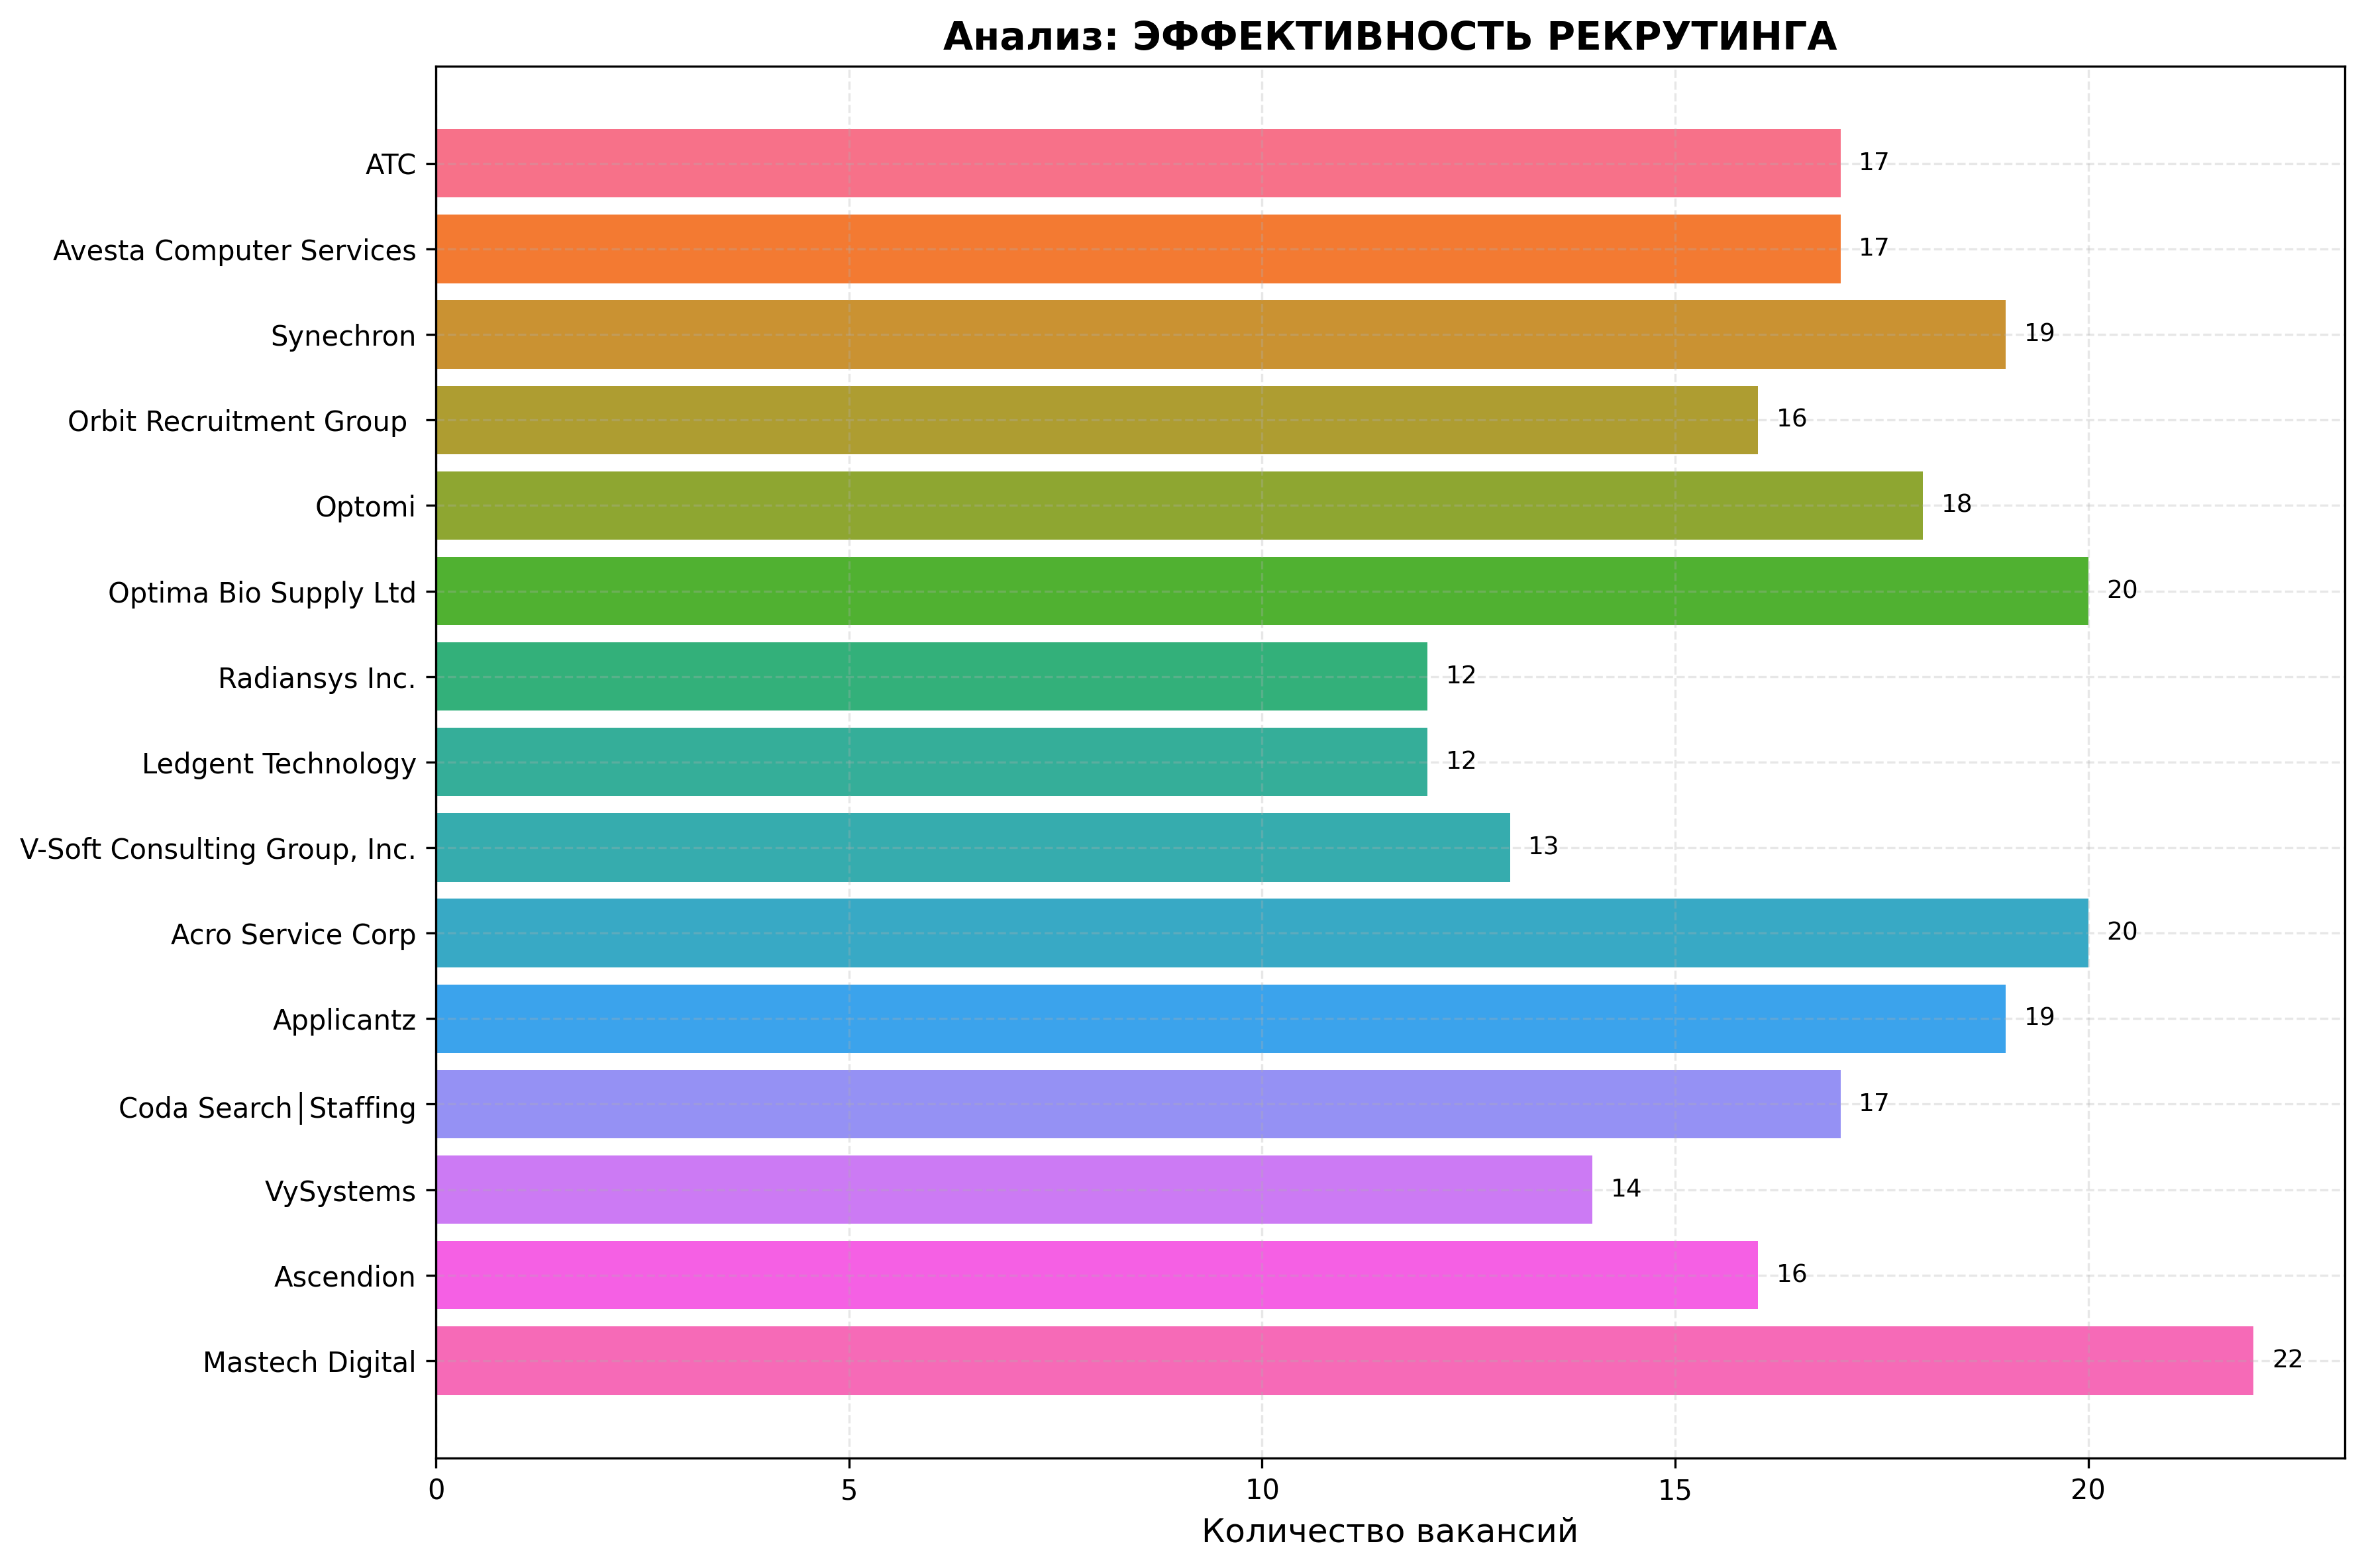 Анализ: ЭФФЕКТИВНОСТЬ РЕКРУТИНГА
ATC 17
Avesta Computer Services 17
Synechron 19
Orbit Recruitment Group 16
Optomi 18
Optima Bio Supply Ltd 20
Radiansys Inc. 12
Ledgent Technology 12
V-Soft Consulting Group, Inc. 13
Acro Service Corp 20
Applicantz 19
Coda Search│Staffing 17
VySystems 14
Ascendion 16
Mastech Digital 22
0 5 10 15 20
Количество вакансий